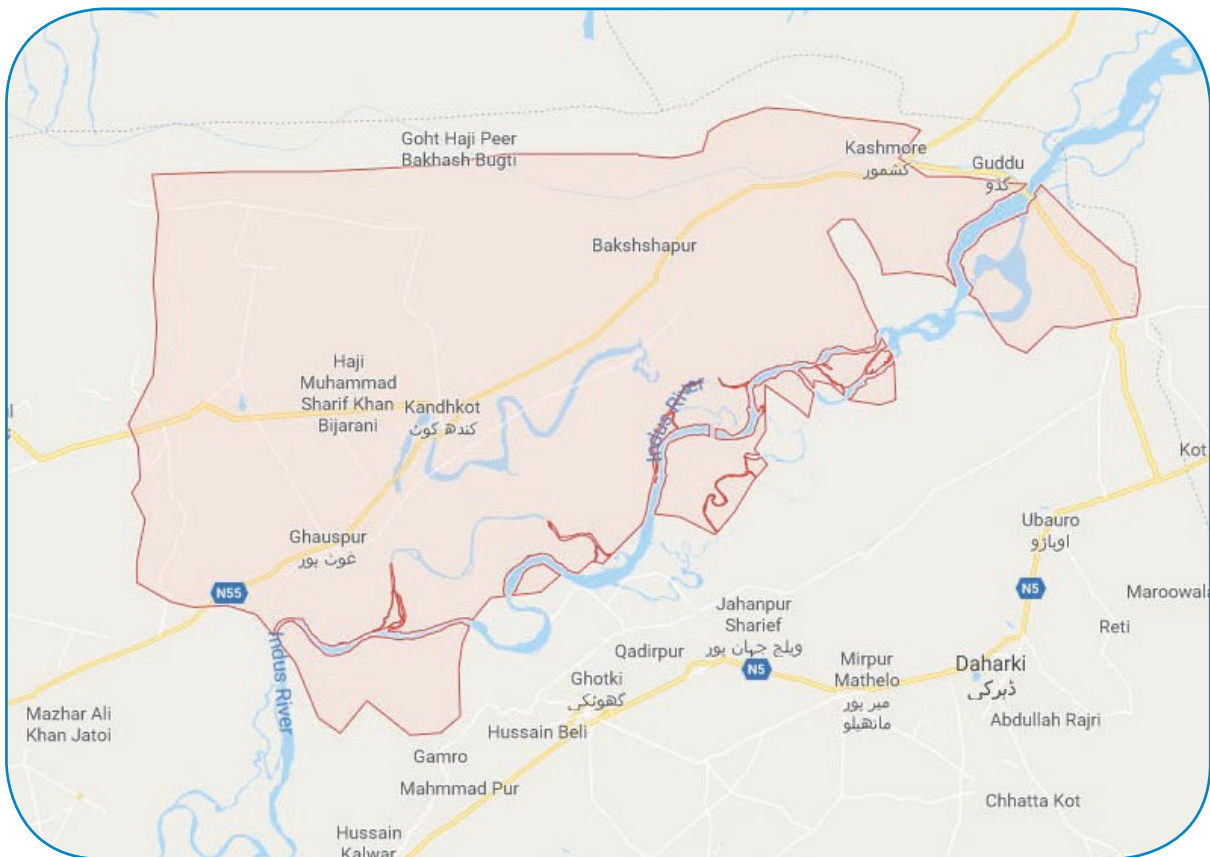 Goht Haji Peer
Bakhash Bugti
Kashmore
کشمور
Guddu
گڈو
Bakshshapur
Haji
Muhammad
Sharif Khan
Bijarani
Kandhkot
کندھ کوٹ
Indus River
Kot
Ghauspur
غوث پور
Ubauro
اوباڑو
N55
N5
Maroowala
Jahanpur
Sharief
ویلج جہان پور
Reti
Indus River
Qadirpur
N5
Mirpur
Mathelo
میر پور
ماتھیلو
Daharki
ڈہرکی
Ghotki
گھوٹکی
Mazhar Ali
Khan Jatoi
Abdullah Rajri
Hussain Beli
Gamro
Mahmmad Pur
Chhatta Kot
Hussain
Kalwar